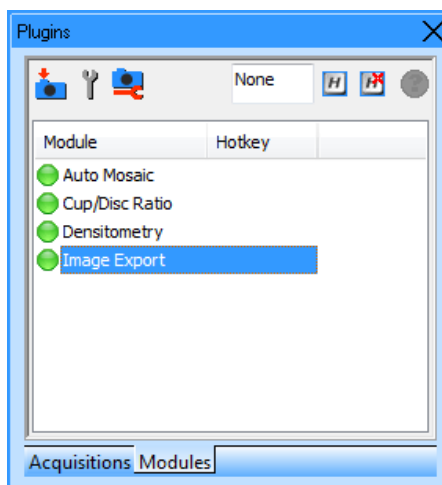 Plugins
None
H H
Module Hotkey
Auto Mosaic
Cup/Disc Ratio
Densitometry
Image Export
Acquisitions Modules